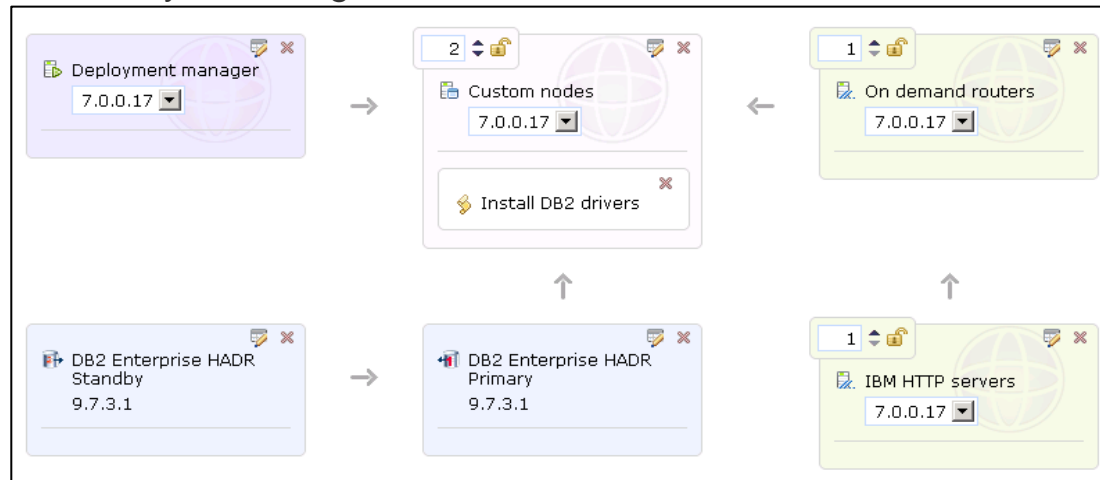 Deployment manager
7.0.0.17
2
Custom nodes
7.0.0.17
Install DB2 drivers
1
On demand routers
7.0.0.17
DB2 Enterprise HADR
Standby
9.7.3.1
DB2 Enterprise HADR
Primary
9.7.3.1
1
IBM HTTP servers
7.0.0.17